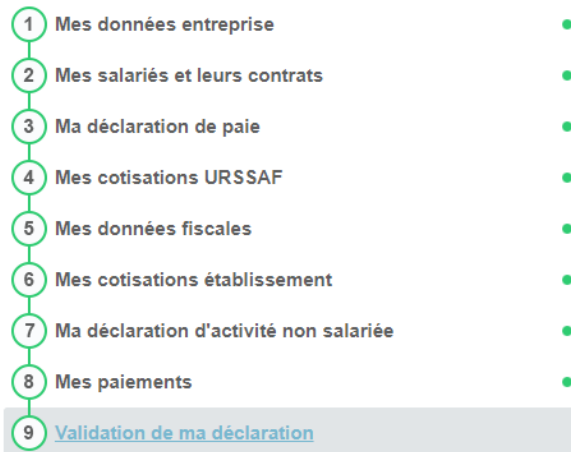 1 Mes données entreprise
2 Mes salariés et leurs contrats
3 Ma déclaration de paie
4 Mes cotisations URSSAF
5 Mes données fiscales
6 Mes cotisations établissement
7 Ma déclaration d'activité non salariée
8 Mes paiements
9 Validation de ma déclaration